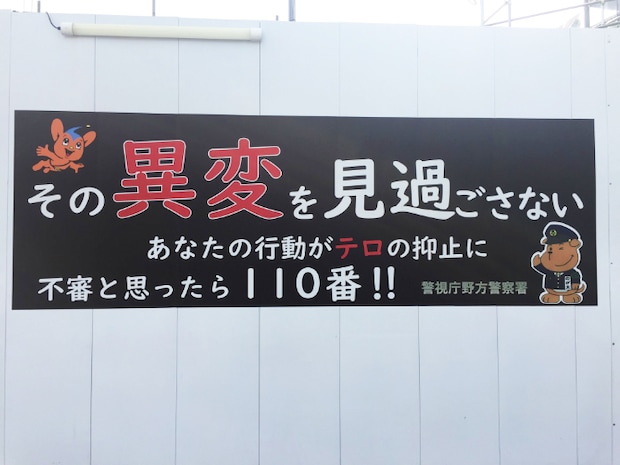 その異変を見過ごさない
あなたの行動がテロの抑止に
不審と思ったら110番!!
警視庁野方警察署